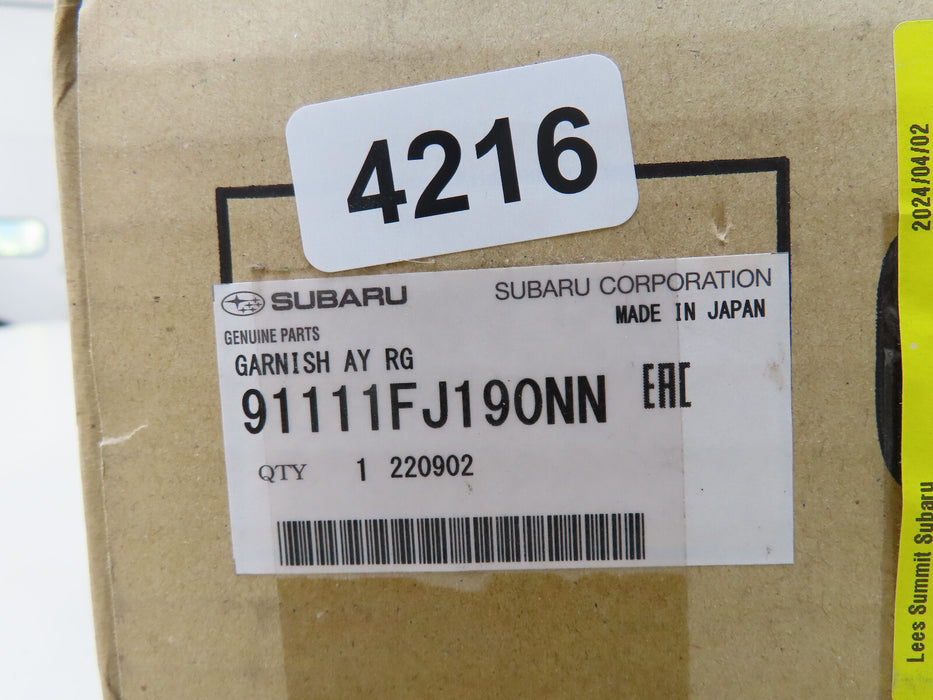 4216
SUBARU
SUBARU CORPORATION
MADE IN JAPAN
GENUINE PARTS
GARNISH AY RG
91111FJ190NN
EAC
QTY 1 220902
2024/04/02
Lees Summit Subaru